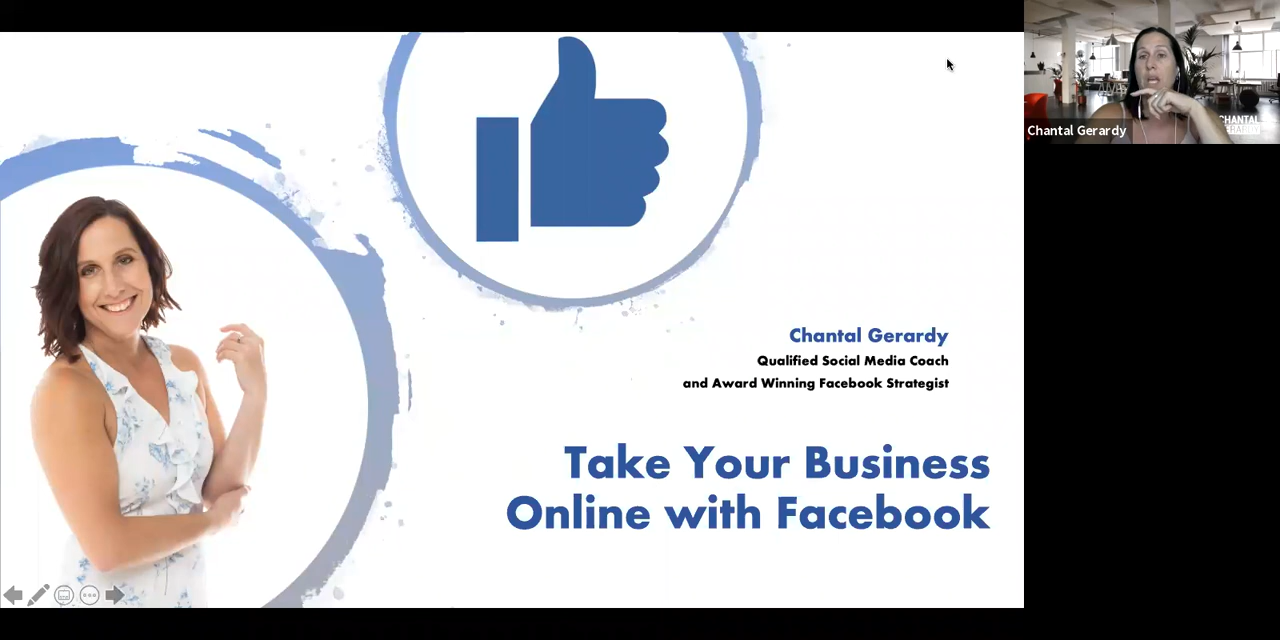 Chantal Gerardy
Qualified Social Media Coach
and Award Winning Facebook Strategist
Take Your Business
Online with Facebook
Chantal Gerardy
CHANTAL